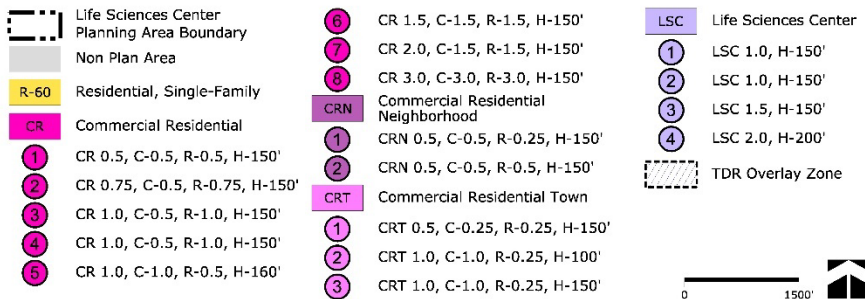 Life Sciences Center
Planning Area Boundary
Non Plan Area
R-60 Residential, Single-Family
CR Commercial Residential
1 CR 0.5, C-0.5, R-0.5, H-150'
2 CR 0.75, C-0.5, R-0.75, H-150'
3 CR 1.0, C-0.5, R-1.0, H-150'
4 CR 1.0, C-0.5, R-1.0, H-150'
5 CR 1.0, C-1.0, R-0.5, H-160'
6 CR 1.5, C-1.5, R-1.5, H-150'
7 CR 2.0, C-1.5, R-1.5, H-150'
8 CR 3.0, C-3.0, R-3.0, H-150'
CRN Commercial Residential
Neighborhood
1 CRN 0.5, C-0.5, R-0.25, H-150'
2 CRN 0.5, C-0.5, R-0.5, H-150'
CRT Commercial Residential Town
1 CRT 0.5, C-0.25, R-0.25, H-150'
2 CRT 1.0, C-1.0, R-0.25, H-100'
3 CRT 1.0, C-1.0, R-0.25, H-150'
LSC Life Sciences Center
1 LSC 1.0, H-150'
2 LSC 1.0, H-150'
3 LSC 1.5, H-150'
4 LSC 2.0, H-200'
TDR Overlay Zone
0 1500'